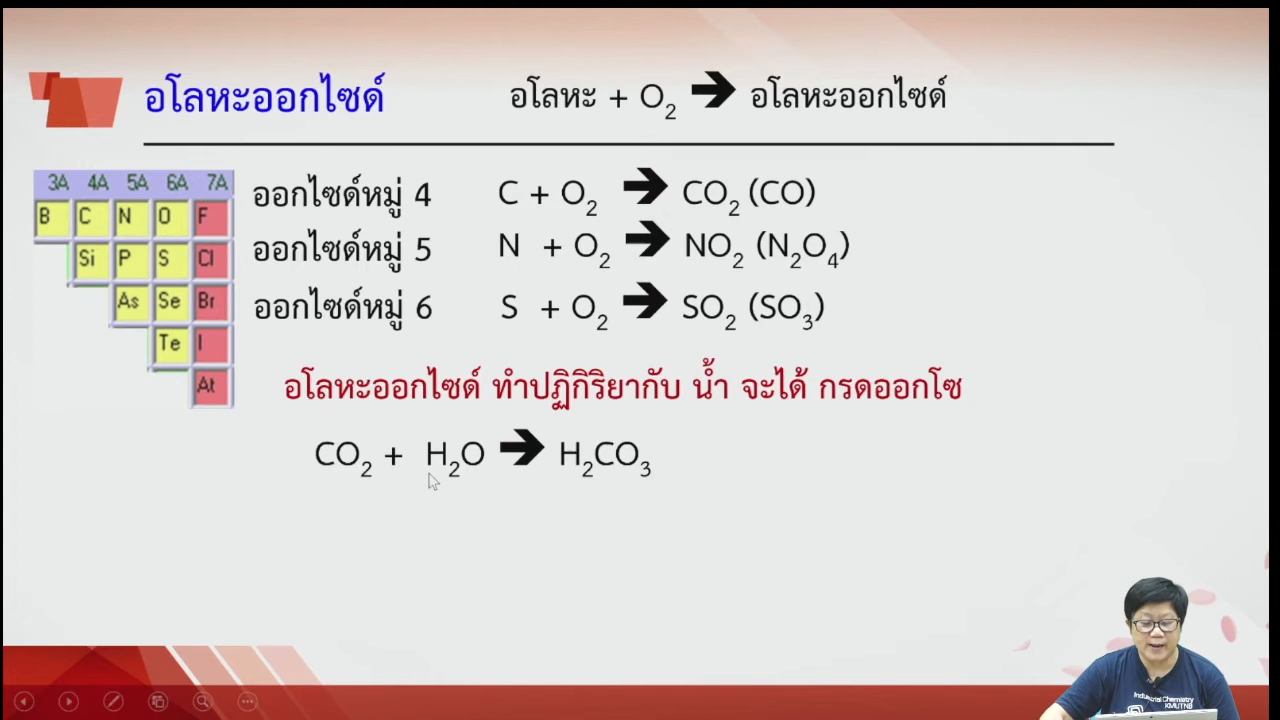 อโลหะออกไซด์
อโลหะ + O2 ➔ อโลหะออกไซด์
3A 4A 5A 6A 7A
B C N O F
Si P S Cl
As Se Br
Te I
At
ออกไซด์หมู่ 4 C + O2 ➔ CO2 (CO)
ออกไซด์หมู่ 5 N + O2 ➔ NO2 (N2O4)
ออกไซด์หมู่ 6 S + O2 ➔ SO2 (SO3)
อโลหะออกไซด์ ทำปฏิกิริยากับ น้ำ จะได้ กรดออกโซ
CO2 + H2O ➔ H2CO3
Industrial Chemistry
KMUTNB